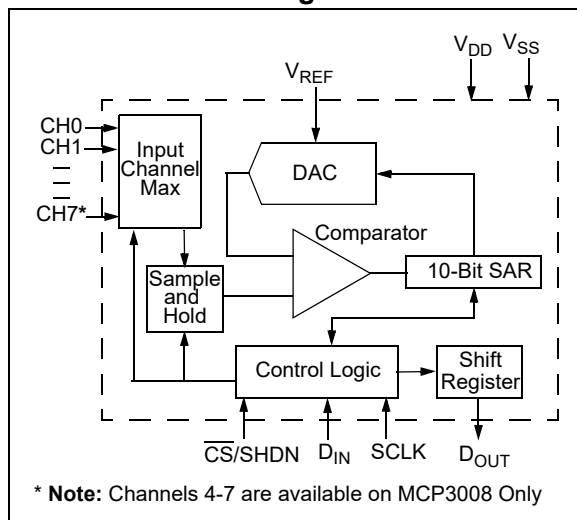 V_DD V_SS
V_REF
CH0
CH1
CH7*
Input
Channel
Max
DAC
Comparator
Sample
and
Hold
10-Bit SAR
Control Logic
Shift
Register
CS/SHDN D_IN SCLK D_OUT
* Note: Channels 4-7 are available on MCP3008 Only